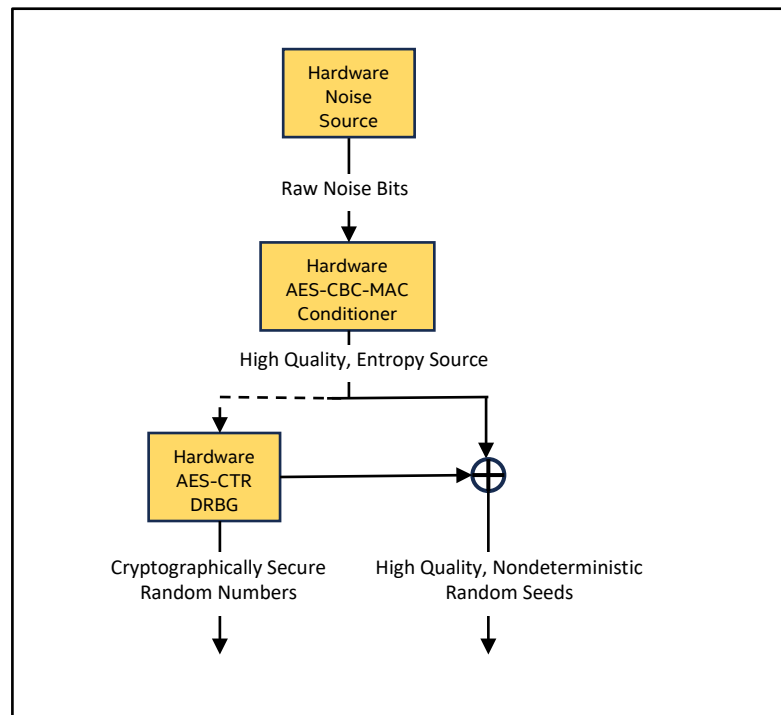 Hardware
Noise
Source
Raw Noise Bits
Hardware
AES-CBC-MAC
Conditioner
High Quality, Entropy Source
Hardware
AES-CTR
DRBG
Cryptographically Secure
Random Numbers
High Quality, Nondeterministic
Random Seeds